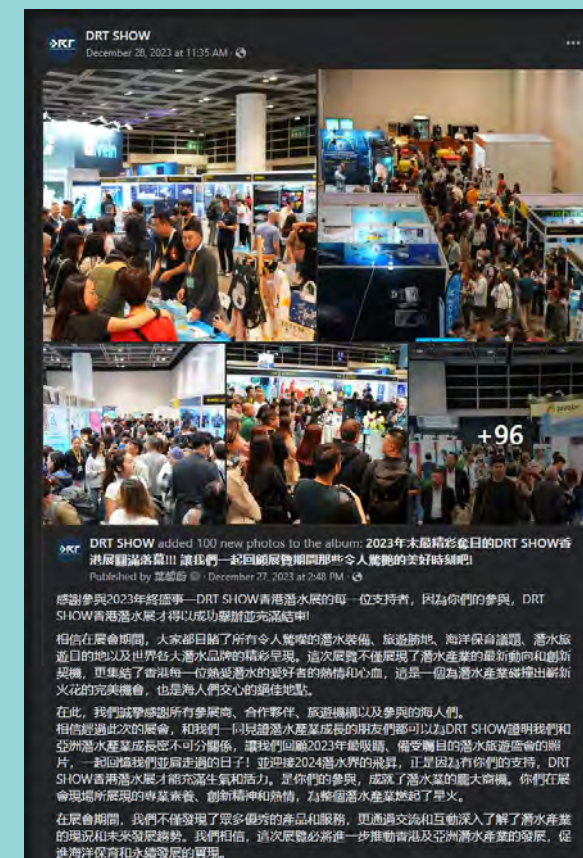 DRT SHOW
December 28, 2023 at 11:35 AM
+96
DRT SHOW added 100 new photos to the album: 2023年末最精彩奪目的DRT SHOW香
港展圓滿落幕!!! 讓我們一起回顧展覽期間那些令人驚艷的美好時刻吧!
Published by
December 27, 2023 at 2:48 PM
感謝參與2023年終盛事—DRT SHOW香港潛水展的每一位支持者，因為你們的參與，DRT
SHOW香港潛水展才得以成功舉辦並完滿結束!
相信在展會期間，大家都目睹了所有令人驚嘆的潛水裝備、旅遊勝地、海洋保育議題、潛水旅
遊目的地以及世界各大潛水品牌的精彩呈現。這次展覽不僅展現了潛水產業的最新動向和創新
契機，更集結了香港每一位熱愛潛水的愛好者的熱情和心血，這是一個為潛水產業碰撞出嶄新
火花的完美機會，也是海人們交心的絕佳地點。
在此，我們誠摯感謝所有參展商、合作夥伴、旅遊機構以及參與的海人們。
相信經過此次的展會，和我們一同見證潛水產業成長的朋友們都可以為DRT SHOW證明我們和
亞洲潛水產業成長密不可分關係，讓我們回顧2023年最吸睛、備受矚目的潛水旅遊盛會的照
片，一起回憶我們並肩走過的日子！並迎接2024潛水界的飛昇，正是因為有你們的支持，DRT
SHOW香港潛水展才能充滿生氣和活力。是你們的參與，成就了潛水業的龐大商機。你們在展
會現場所展現的專業素養、創新精神和熱情，為整個潛水產業燃起了星火。
在展會期間，我們不僅發現了眾多優秀的產品和服務，更通過交流和互動深入了解了潛水產業
的現況和未來發展趨勢。我們相信，這次展覽必將進一步推動香港及亞洲潛水產業的發展，促
進海洋保育和永續發展的實現。